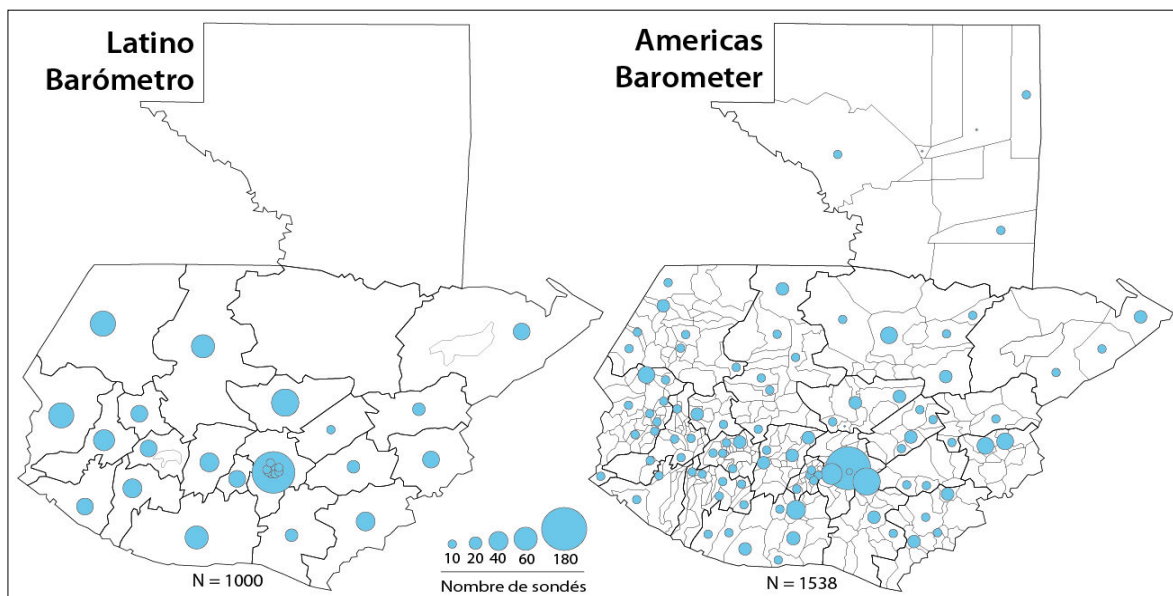 Latino
Barómetro
Americas
Barometer
10 20 40 60 180
Nombre de sondés
N = 1000
N = 1538